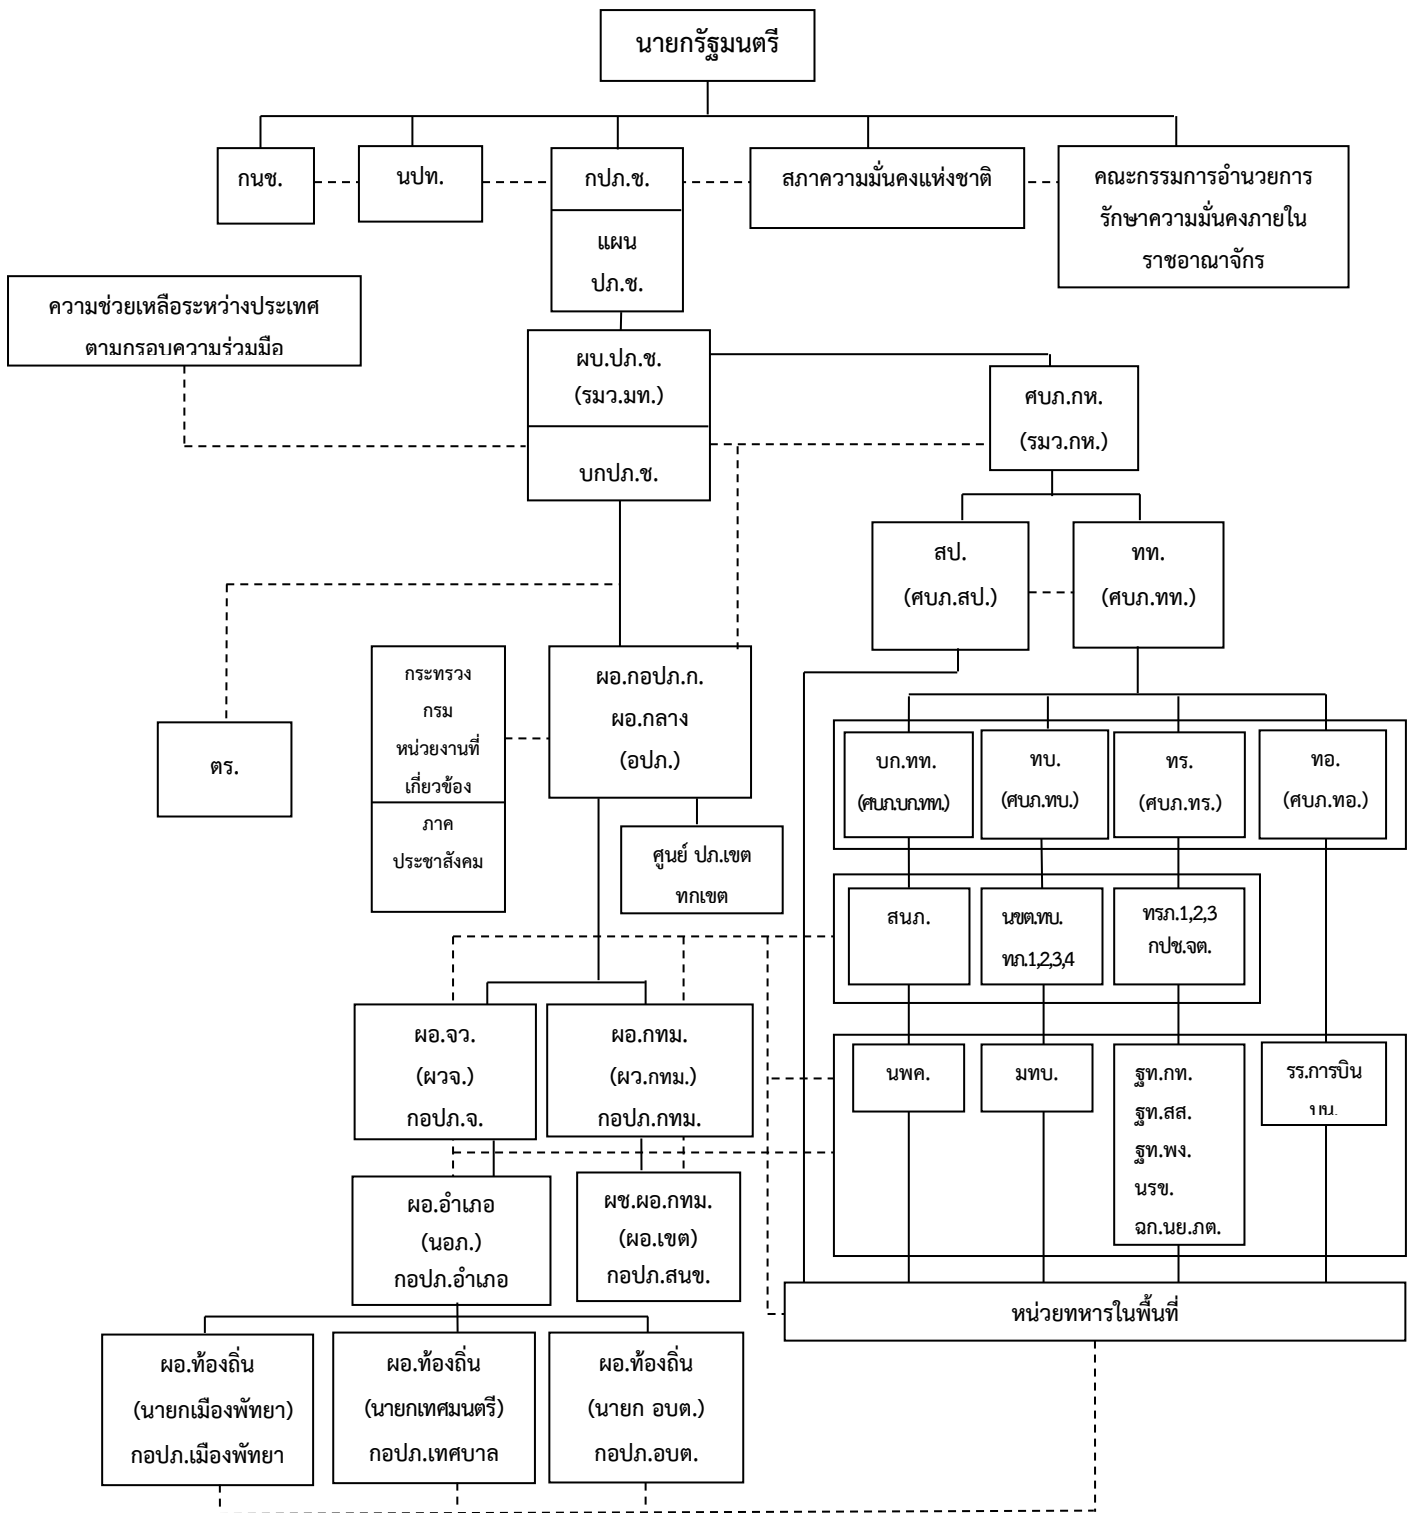 นายกรัฐมนตรี
กนช.
นปท.
กปภ.ช.
สภาความมั่นคงแห่งชาติ
คณะกรรมการอำนวยการ
รักษาความมั่นคงภายใน
ราชอาณาจักร
แผน
ปภ.ช.
ความช่วยเหลือระหว่างประเทศ
ตามกรอบความร่วมมือ
ผบ.ปภ.ช.
(รมว.มท.)
บกปภ.ช.
ศบภ.กห.
(รมว.กห.)
สป.
(ศบภ.สป.)
ทท.
(ศบภ.ทท.)
ตร.
กระทรวง
กรม
หน่วยงานที่
เกี่ยวข้อง
ภาค
ประชาสังคม
ผอ.กอปภ.ก.
ผอ.กลาง
(อปภ.)
ศูนย์ ปภ.เขต
ทกเขต
บก.ทท.
(ศบภ.บก.ทท.)
ทบ.
(ศบภ.ทบ.)
ทร.
(ศบภ.ทร.)
ทอ.
(ศบภ.ทอ.)
สนภ.
นขต.ทบ.
ทภ.1,2,3,4
ทรภ.1,2,3
กปช.จต.
ผอ.จว.
(ผวจ.)
กอปภ.จ.
ผอ.กทม.
(ผว.กทม.)
กอปภ.กทม.
นพค.
มทบ.
ฐท.กท.
ฐท.สส.
ฐท.พง.
นรข.
ฉก.นย.ภต.
รร.การบิน
บน.
ผอ.อำเภอ
(นอภ.)
กอปภ.อำเภอ
ผช.ผอ.กทม.
(ผอ.เขต)
กอปภ.สนข.
หน่วยทหารในพื้นที่
ผอ.ท้องถิ่น
(นายกเมืองพัทยา)
กอปภ.เมืองพัทยา
ผอ.ท้องถิ่น
(นายกเทศมนตรี)
กอปภ.เทศบาล
ผอ.ท้องถิ่น
(นายก อบต.)
กอปภ.อบต.